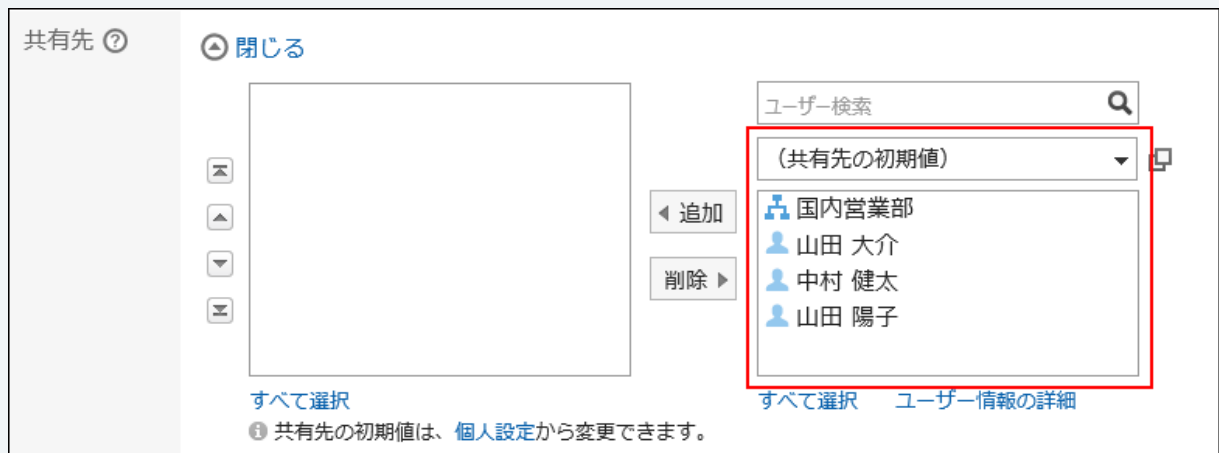 共有先
閉じる
ユーザー検索
(共有先の初期値)
国内営業部
追加
山田 大介
中村 健太
削除
山田 陽子
すべて選択
すべて選択 ユーザー情報の詳細
共有先の初期値は、個人設定から変更できます。